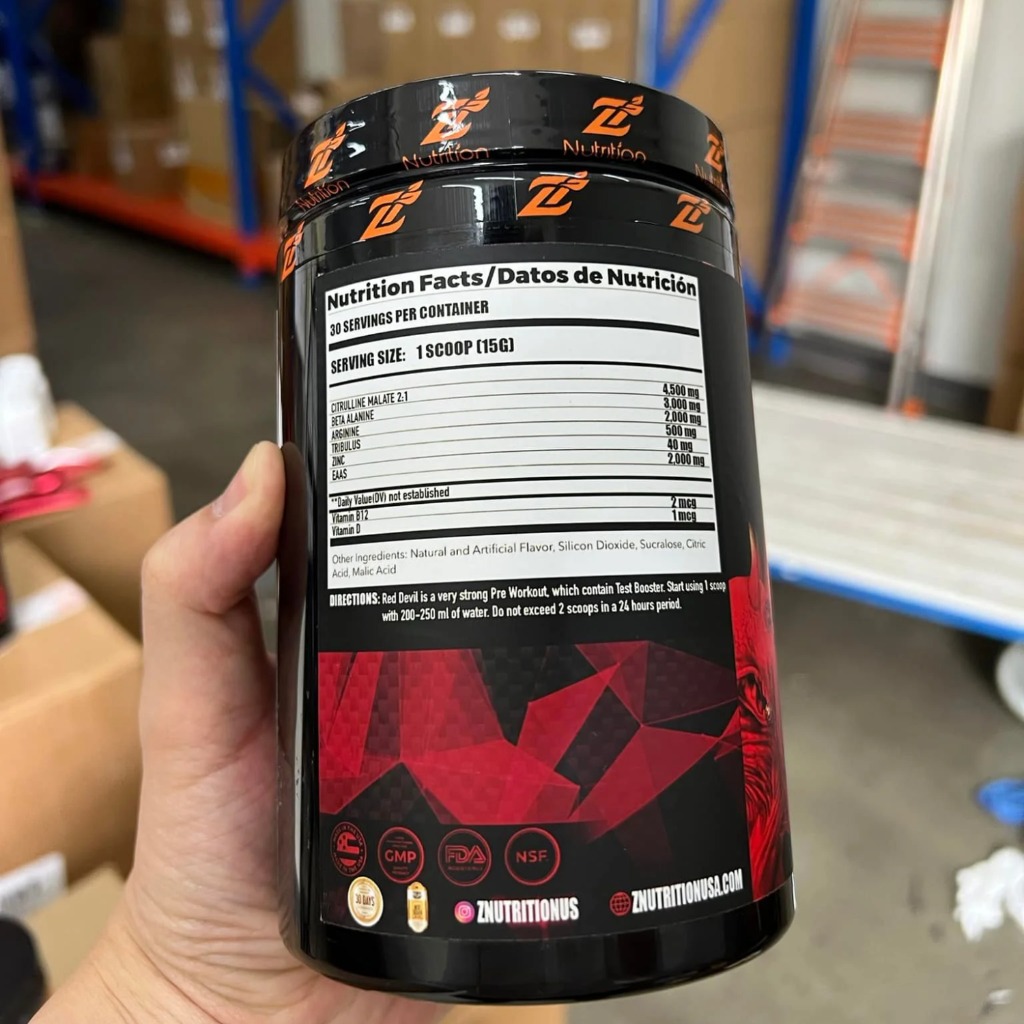 Nutrition
Nutrition
Nutrition
Nutrition Facts/Datos de Nutrición
30 SERVINGS PER CONTAINER
SERVING SIZE: 1 SCOOP (15G)
CITRULLINE MALATE 2:1 4,500 mg
BETA ALANINE 3,000 mg
ARGININE 2,000 mg
TRIBULUS 500 mg
ZINC 40 mg
EAAS 2,000 mg
**Daily Value(DV) not established
Vitamin B12 2 mcg
Vitamin D 1 mcg
Other Ingredients: Natural and Artificial Flavor, Silicon Dioxide, Sucralose, Citric
Acid, Malic Acid
DIRECTIONS: Red Devil is a very strong Pre Workout, which contain Test Booster. Start using 1 scoop
with 200-250 ml of water. Do not exceed 2 scoops in a 24 hours period.
GMP
FDA
NSF
30 DAYS
ZNUTRITIONUS
ZNUTRITIONUSA.COM